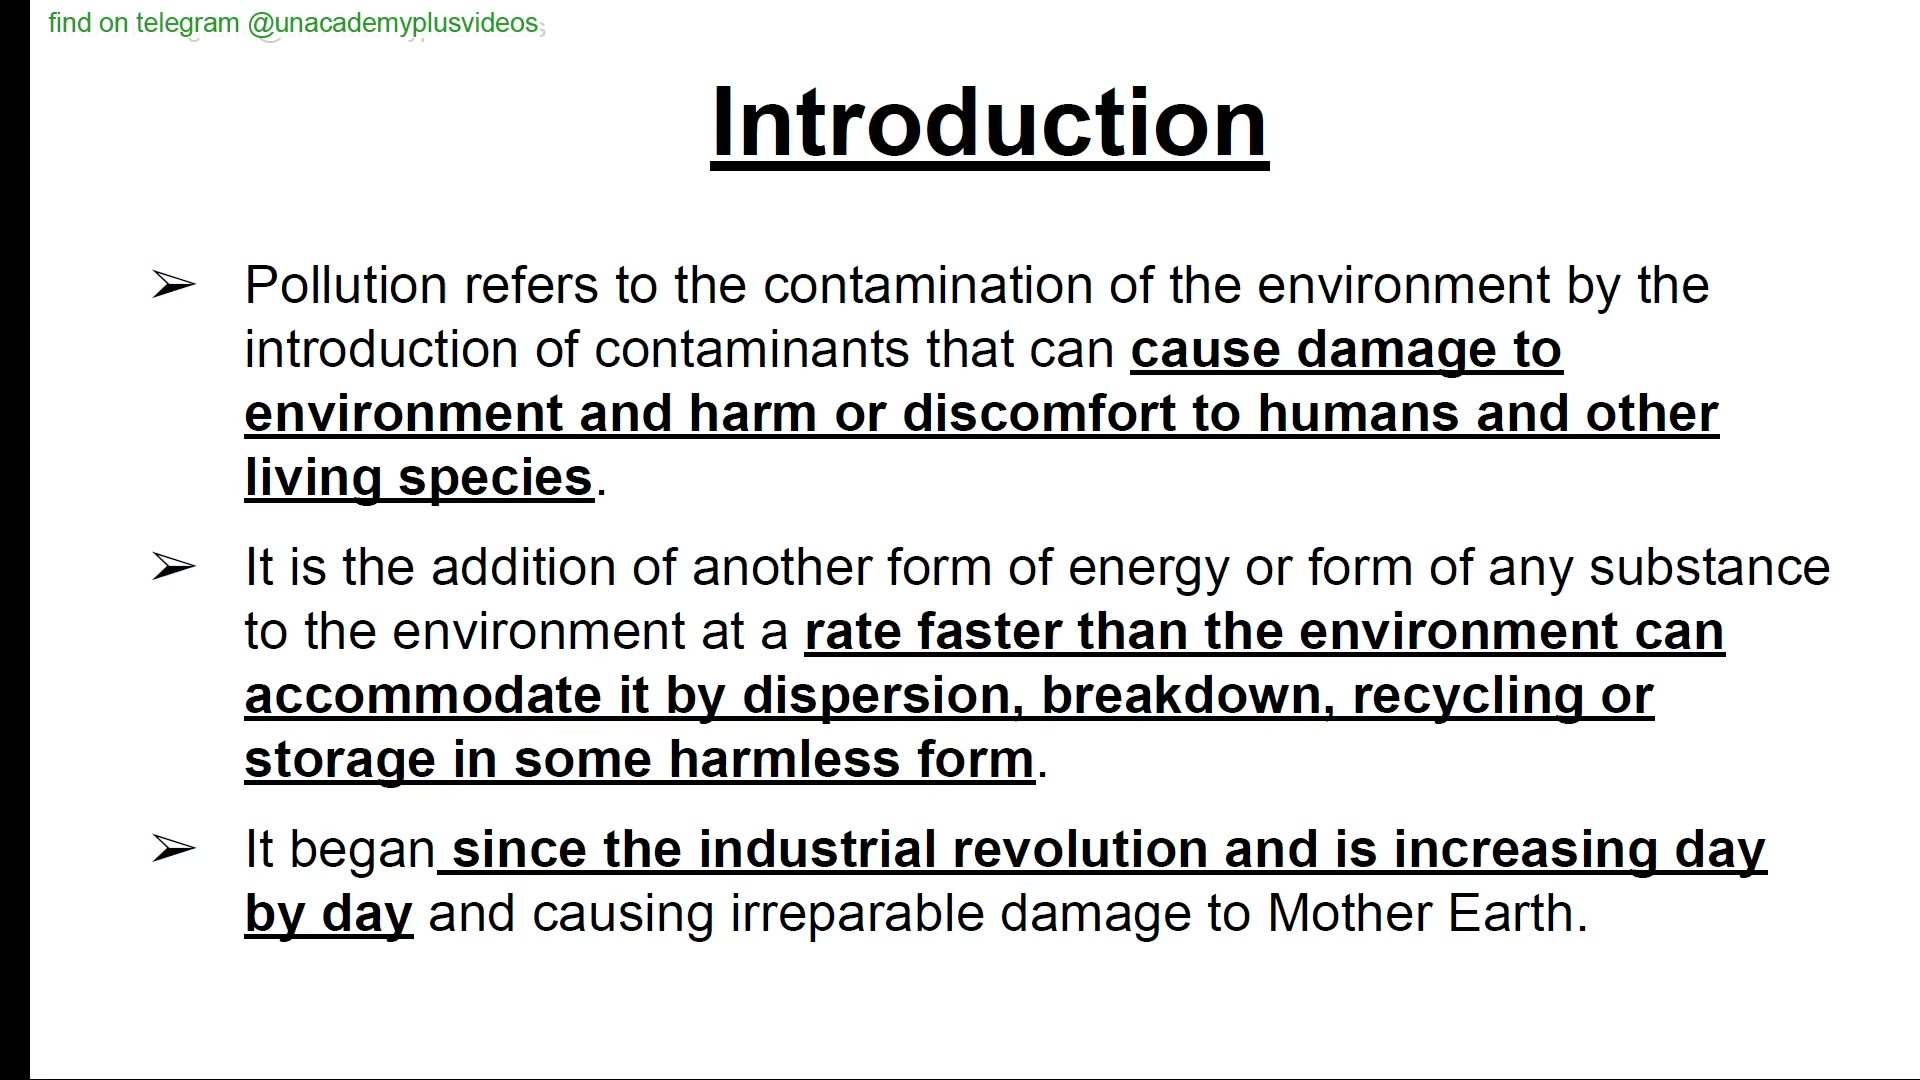 find on telegram @unacademyplusvideos
Introduction
➢ Pollution refers to the contamination of the environment by the
introduction of contaminants that can cause damage to
environment and harm or discomfort to humans and other
living species.
➢ It is the addition of another form of energy or form of any substance
to the environment at a rate faster than the environment can
accommodate it by dispersion, breakdown, recycling or
storage in some harmless form.
➢ It began since the industrial revolution and is increasing day
by day and causing irreparable damage to Mother Earth.